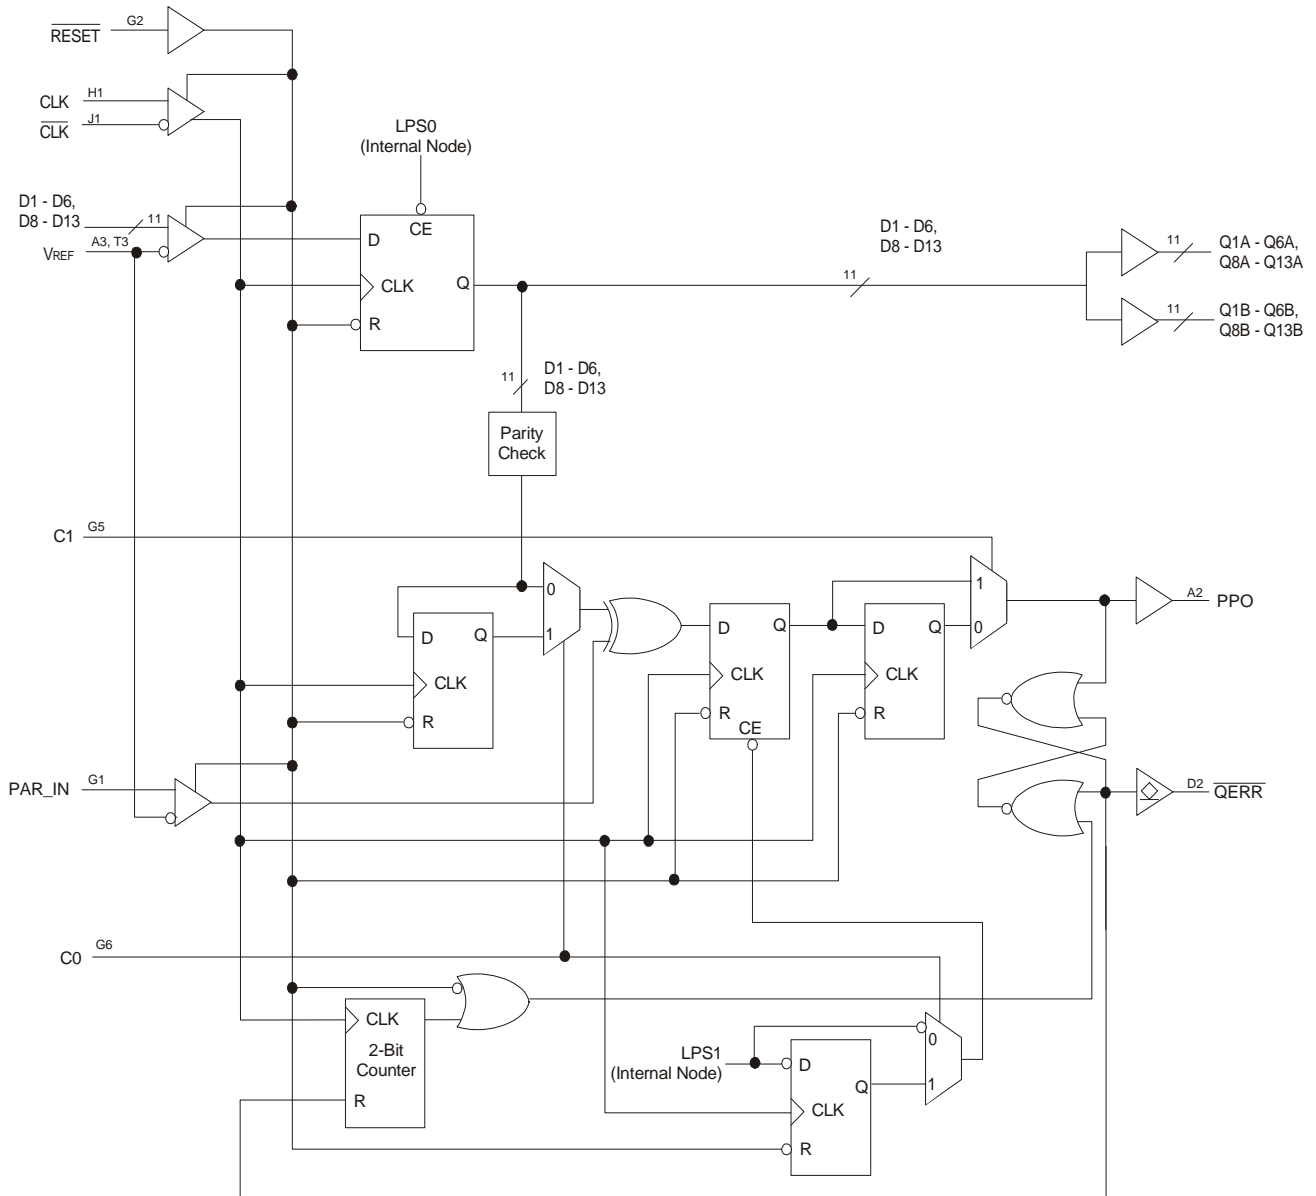 RESET G2
CLK H1
CLK J1
LPS0
(Internal Node)
D1 - D6,
D8 - D13 11
VREF A3, T3
CE
D
CLK
Q
R
D1 - D6,
D8 - D13
11
11 Q1A - Q6A,
Q8A - Q13A
11 Q1B - Q6B,
Q8B - Q13B
11 D1 - D6,
D8 - D13
Parity
Check
C1 G5
0
1
D Q
CLK
R
D Q
CLK
R
CE
D Q
CLK
R
1
0
A2 PPO
PAR_IN G1
D2 QERR
C0 G6
CLK
2-Bit
Counter
R
LPS1
(Internal Node)
D
Q
CLK
R
0
1